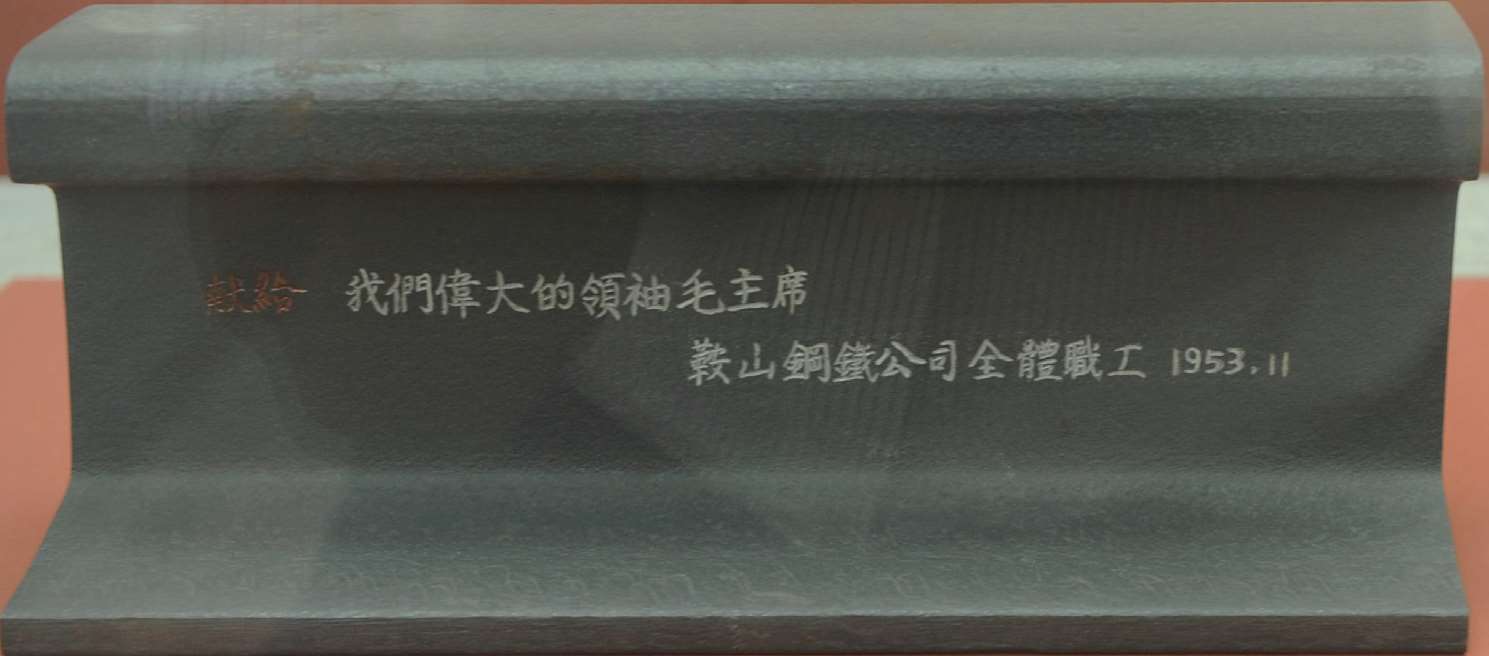 献給 我們偉大的領袖毛主席
鞍山鋼鐵公司全體職工 1953.11